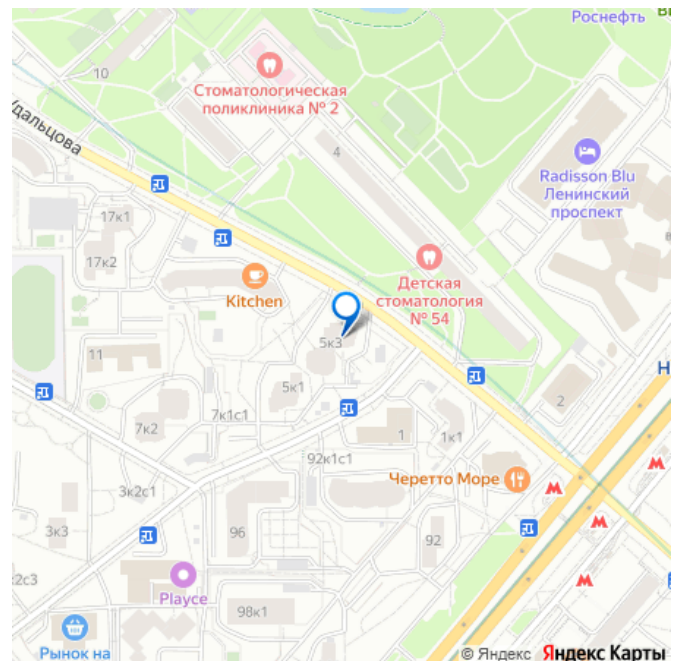 Роснефть
10
Стоматологическая
поликлиника № 2
Удальцова
4
Radisson Blu
Ленинский
проспект
17к1
17к2
Kitchen
Детская
стоматология
№ 54
5к3
11
5к1
2
7к2
7к1с1
1
1к1
92к1с1
Черетто Море
3к2с1
3к3
96
92
к2с3
Playce
98к1
Рынок на
© Яндекс Яндекс Карты